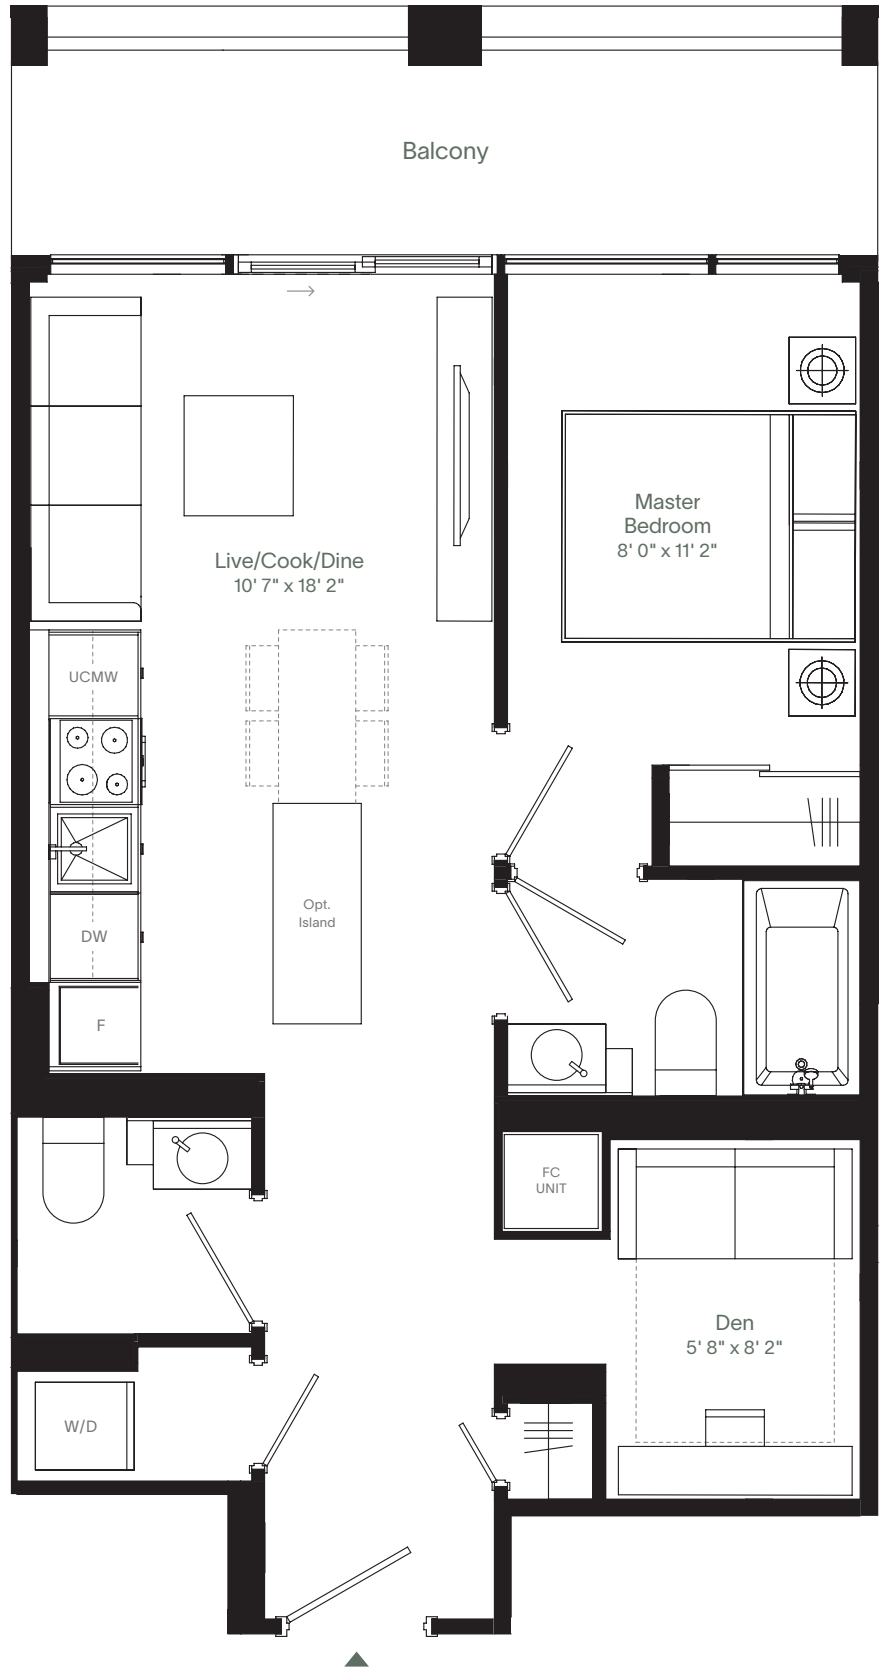 Balcony
Master
Bedroom
8' 0" x 11' 2"
Live/Cook/Dine
10' 7" x 18' 2"
UCMW
Opt.
Island
DW
F
FC
UNIT
Den
5' 8" x 8' 2"
W/D